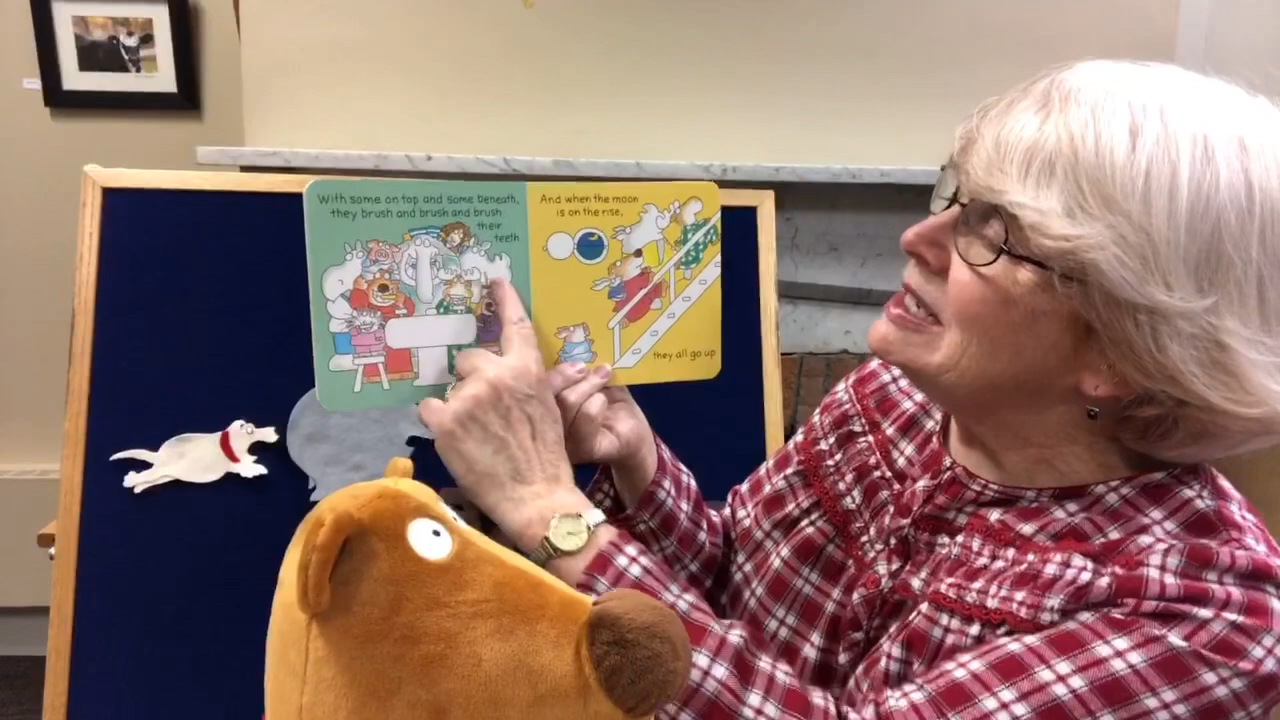 With some on top and some beneath,
they brush and brush and brush
their
teeth.
And when the moon
is on the rise,
they all go up